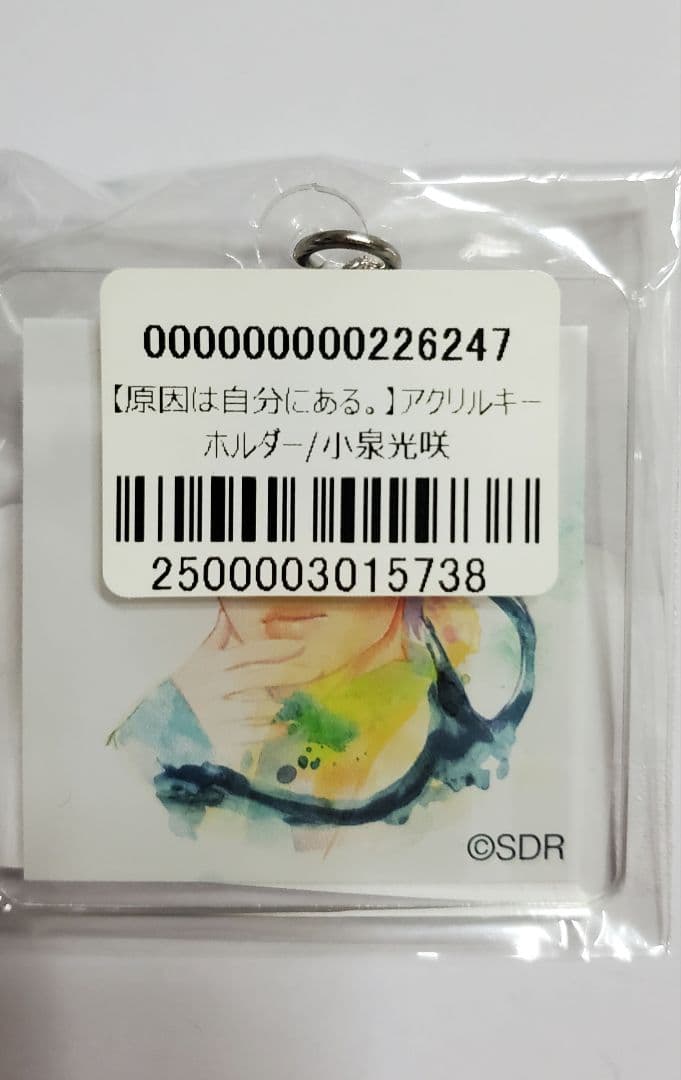 000000000226247
【原因は自分にある。】アクリルキー
ホルダー/小泉光咲
2500003015738
©SDR